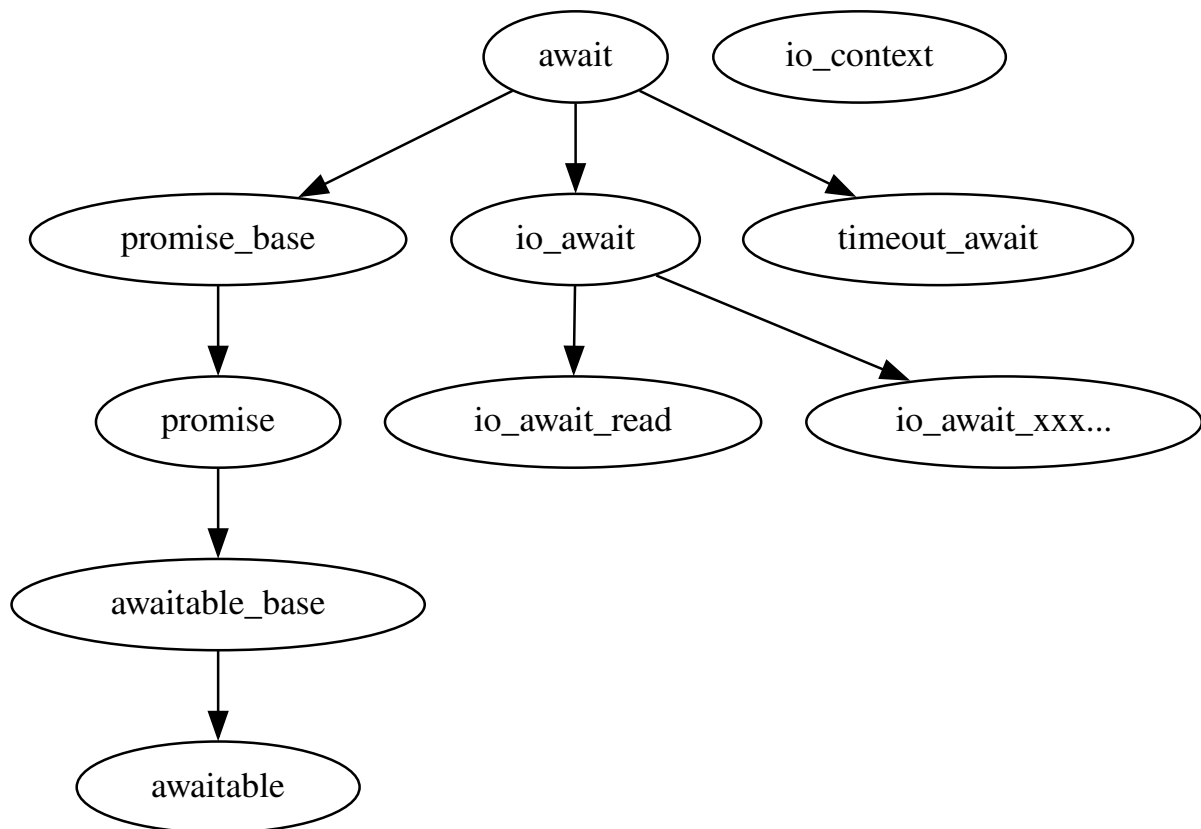 await
io_context
promise_base
io_await
timeout_await
promise
io_await_read
io_await_xxx...
awaitable_base
awaitable